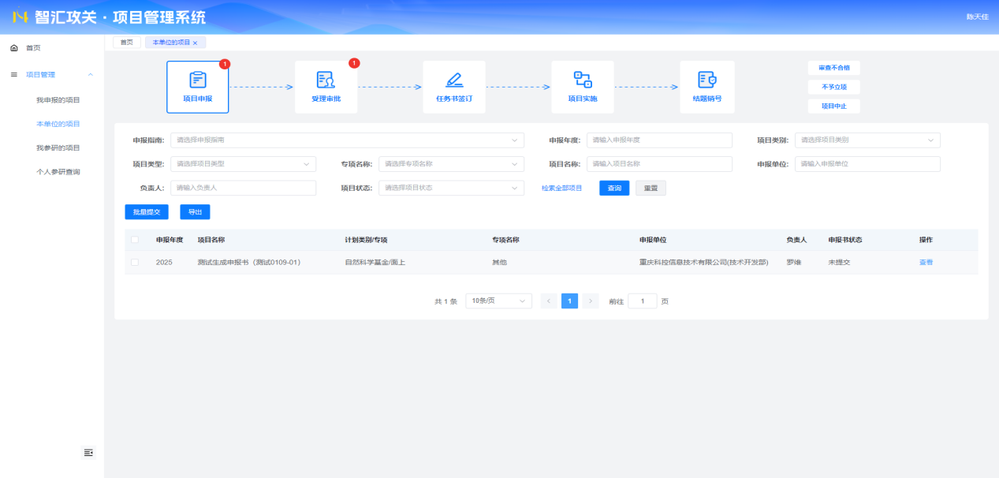 智汇攻关·项目管理系统
陈天佳
首页
首页 本单位的项目 ×
项目管理
我申报的项目
本单位的项目
我参研的项目
个人参研查询
1
1
项目申报
受理审批
任务书签订
项目实施
结题销号
审查不合格
不予立项
项目中止
申报指南: 请选择申报指南 申报年度: 请输入申报年度 项目类别: 请选择项目类别
项目类型: 请选择项目类型 专项名称: 请选择专项名称 项目名称: 请输入项目名称 申报单位: 请输入申报单位
负责人: 请输入负责人 项目状态: 请选择项目状态 检索全部项目 查询 重置
批量提交 导出
申报年度 项目名称 计划类别/专项 专项名称 申报单位 负责人 申报书状态 操作
2025 测试生成申报书（测试0109-01） 自然科学基金/面上 其他 重庆科控信息技术有限公司(技术开发部) 罗维 未提交 查看
共 1 条 10条/页 < 1 > 前往 1 页